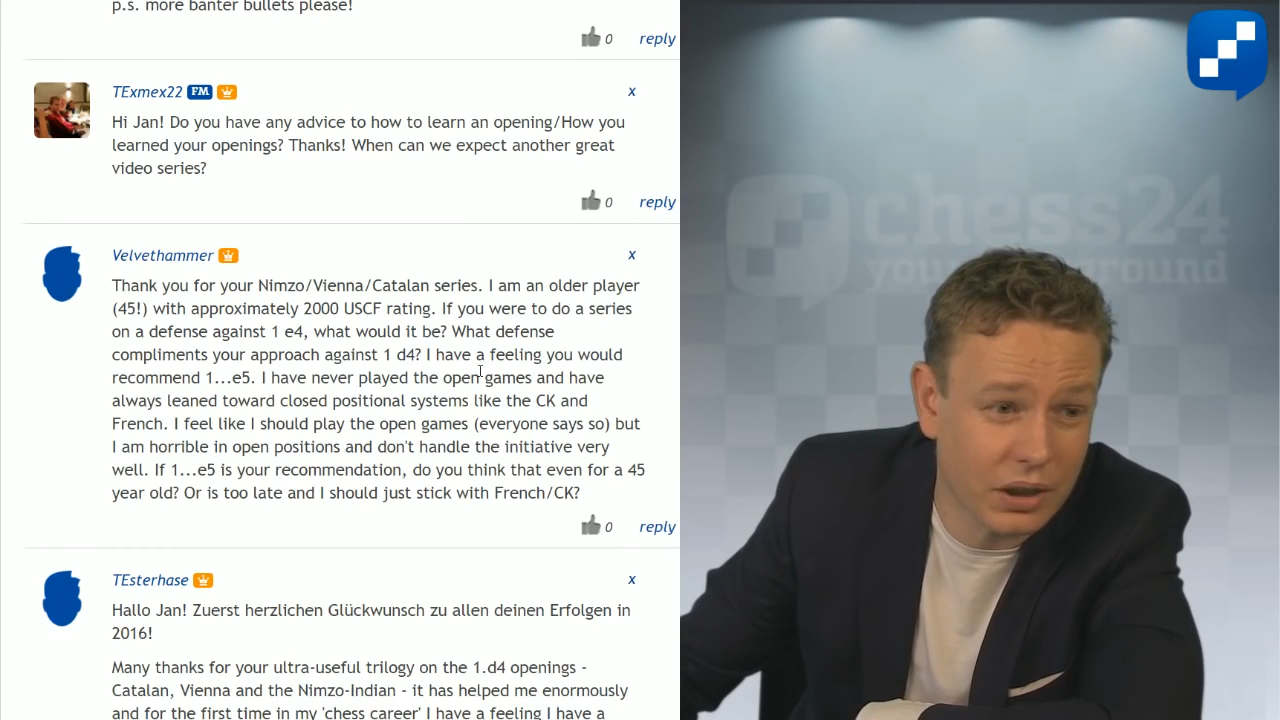 p.s. more banter bullets please!
0 reply
TExmex22 FM x
Hi Jan! Do you have any advice to how to learn an opening/How you
learned your openings? Thanks! When can we expect another great
video series?
0 reply
Velvethammer x
Thank you for your Nimzo/Vienna/Catalan series. I am an older player
(45!) with approximately 2000 USCF rating. If you were to do a series
on a defense against 1 e4, what would it be? What defense
compliments your approach against 1 d4? I have a feeling you would
recommend 1...e5. I have never played the open games and have
always leaned toward closed positional systems like the CK and
French. I feel like I should play the open games (everyone says so) but
I am horrible in open positions and don't handle the initiative very
well. If 1...e5 is your recommendation, do you think that even for a 45
year old? Or is too late and I should just stick with French/CK?
0 reply
TEsterhase x
Hallo Jan! Zuerst herzlichen Glückwunsch zu allen deinen Erfolgen in
2016!
Many thanks for your ultra-useful trilogy on the 1.d4 openings -
Catalan, Vienna and the Nimzo-Indian - it has helped me enormously
and for the first time in my 'chess career' I have a feeling I have a
chess24